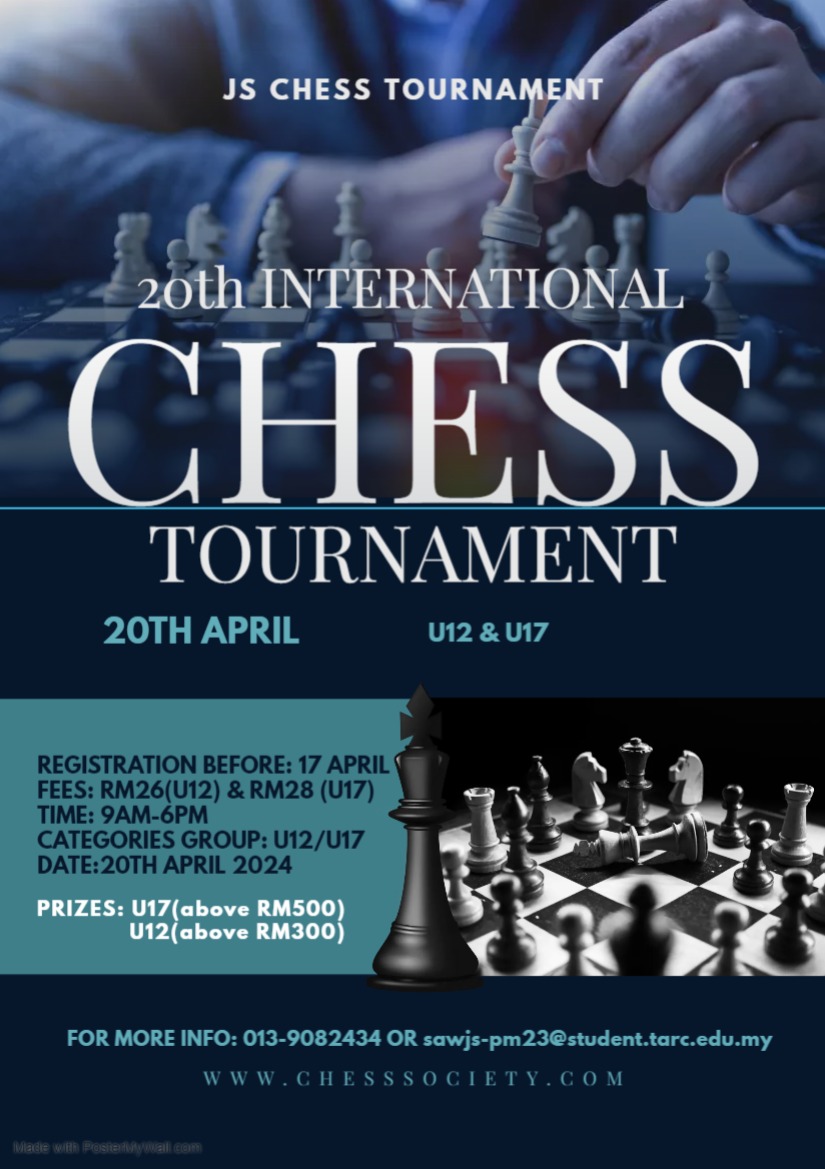 JS CHESS TOURNAMENT
20th INTERNATIONAL
CHESS
TOURNAMENT
20TH APRIL
U12 & U17
REGISTRATION BEFORE: 17 APRIL
FEES: RM26(U12) & RM28 (U17)
TIME: 9AM-6PM
CATEGORIES GROUP: U12/U17
DATE:20TH APRIL 2024
PRIZES: U17(above RM500)
U12(above RM300)
FOR MORE INFO: 013-9082434 OR sawjs-pm23@student.tarc.edu.my
WWW.CHESSSOCIETY.COM
Made with PosterMyWall.com